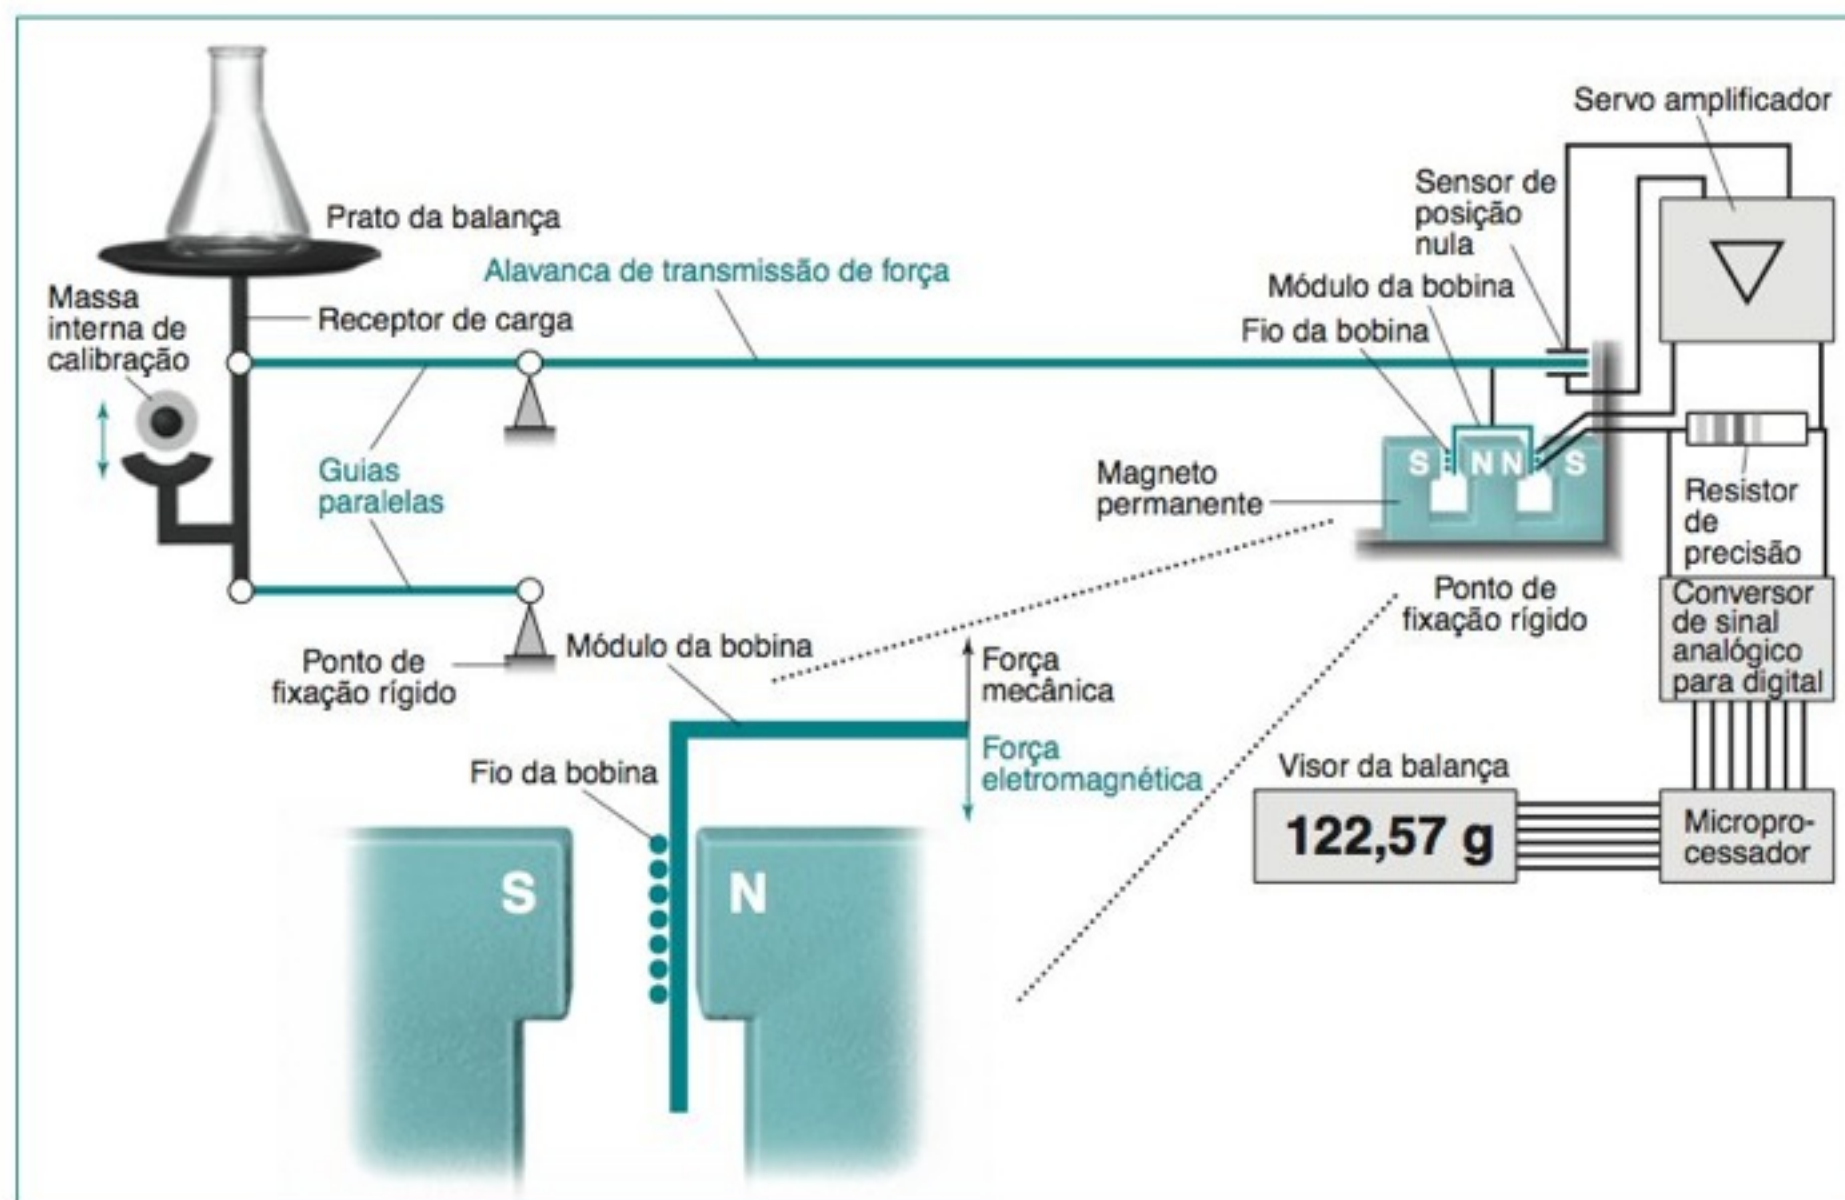 Servo amplificador
Sensor de
posição
nula
Prato da balança
Alavanca de transmissão de força
Módulo da bobina
Massa
interna de
calibração
Receptor de carga
Fio da bobina
Guias
paralelas
Magneto
permanente
S N N S
Resistor
de
precisão
Ponto de
fixação rígido
Conversor
de sinal
analógico
para digital
Ponto de
fixação rígido
Módulo da bobina
Força
mecânica
Força
eletromagnética
Fio da bobina
Visor da balança
122,57 g
Micropro-
cessador
S N